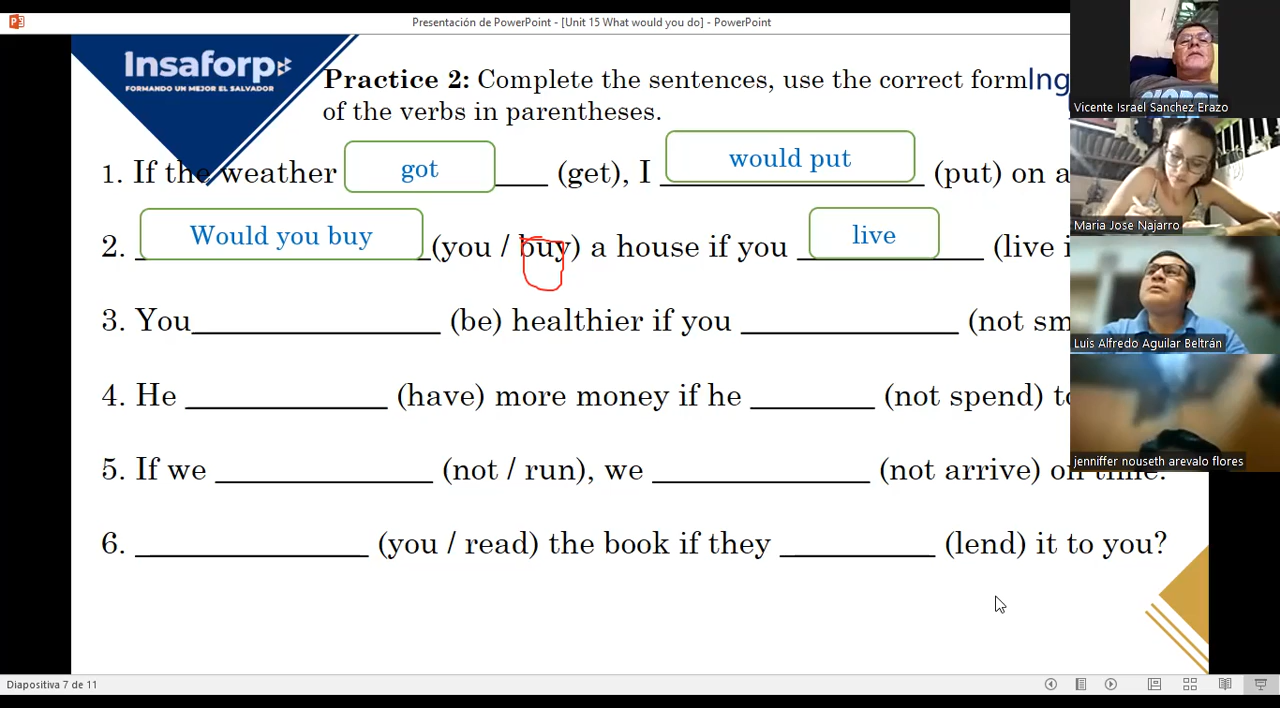 Presentación de PowerPoint - [Unit 15 What would you do] - PowerPoint
Insaforp
FORMANDO UN MEJOR EL SALVADOR
Practice 2: Complete the sentences, use the correct form Ing
of the verbs in parentheses.
1. If the weather got (get), I would put (put) on a
2. Would you buy (you / buy) a house if you live (live i
3. You (be) healthier if you (not sm
4. He (have) more money if he (not spend) to
5. If we (not / run), we (not arrive) on time.
6. (you / read) the book if they (lend) it to you?
Vicente Israel Sanchez Erazo
Maria Jose Najarro
Luis Alfredo Aguilar Beltrán
jenniffer nouseth arevalo flores
Diapositiva 7 de 11